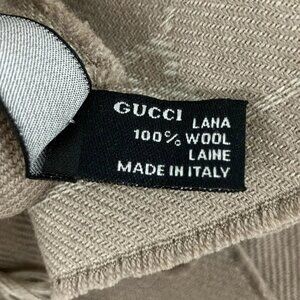 GUCCI LANA
100% WOOL
LAINE
MADE IN ITALY